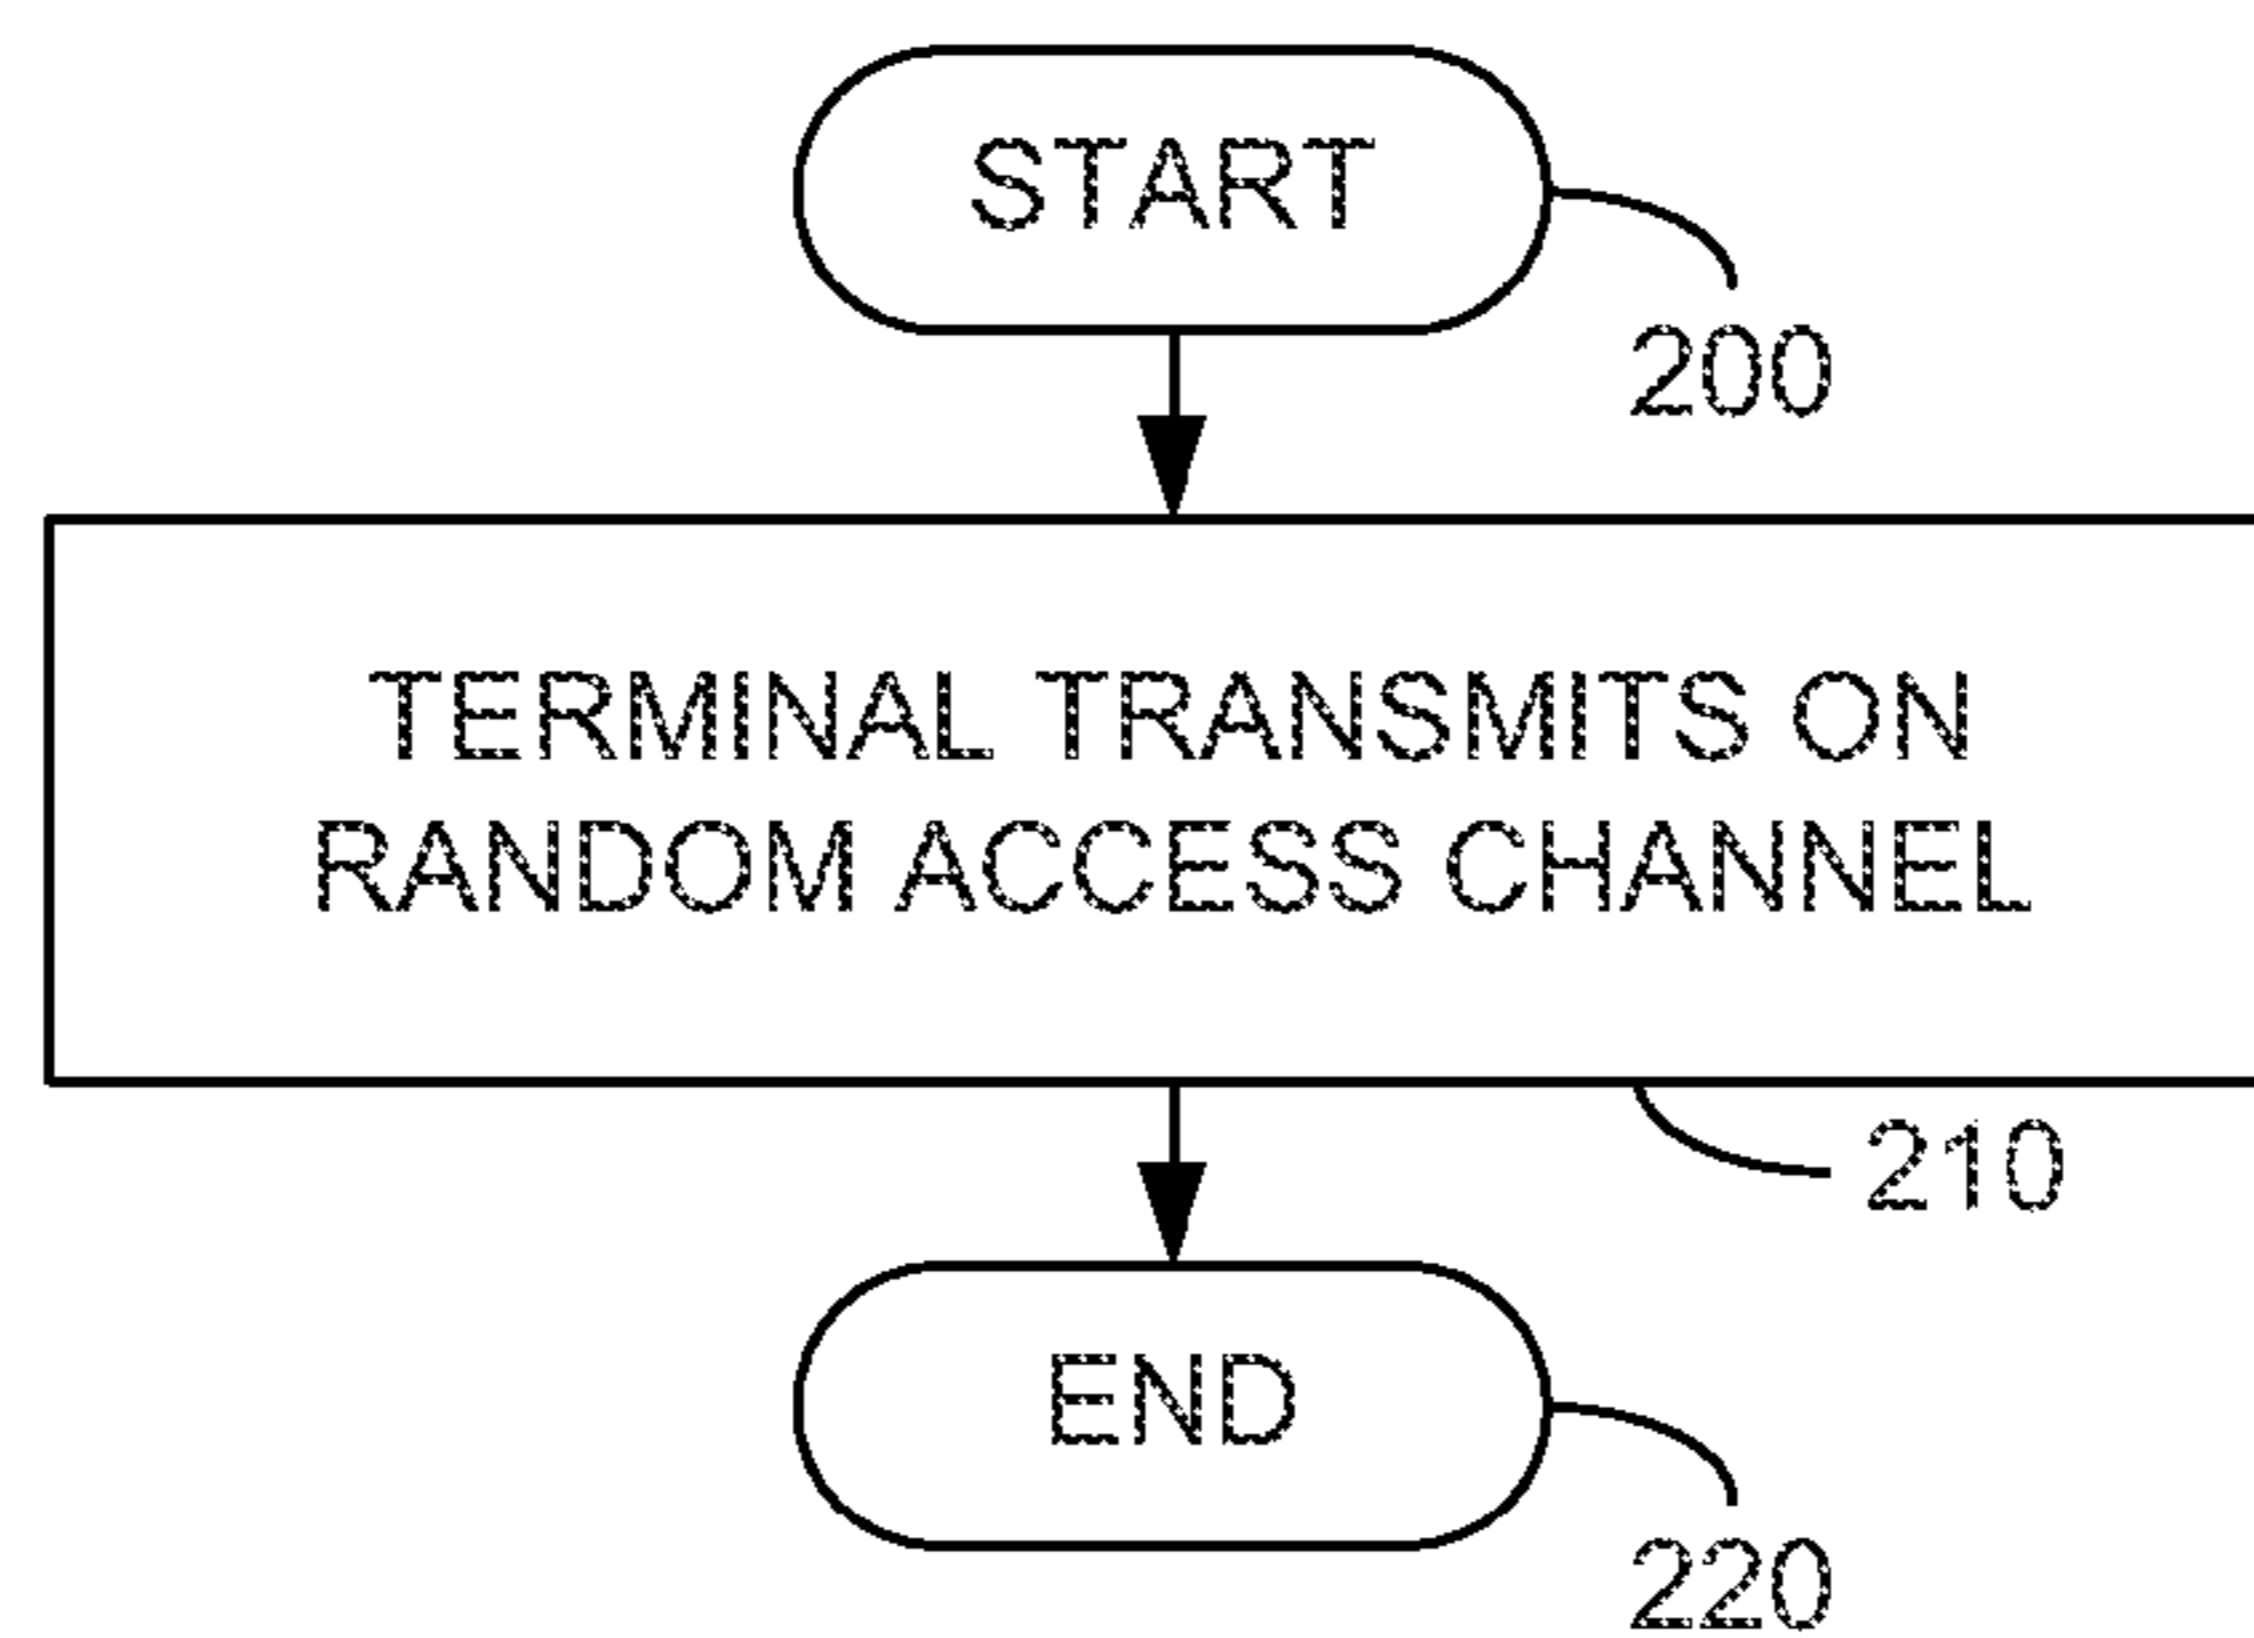 START
200
TERMINAL TRANSMITS ON
RANDOM ACCESS CHANNEL
210
END
220